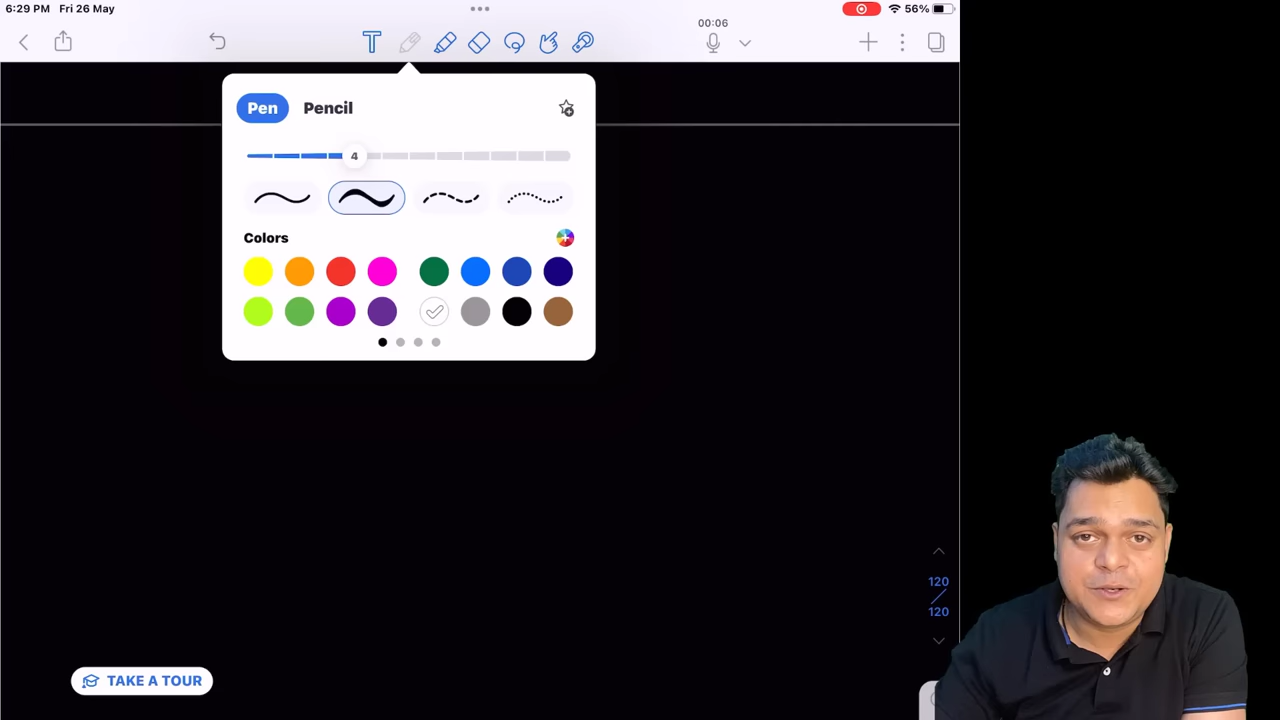 6:29 PM Fri 26 May
56%
00:06
T
Pen Pencil
4
Colors
120
120
TAKE A TOUR